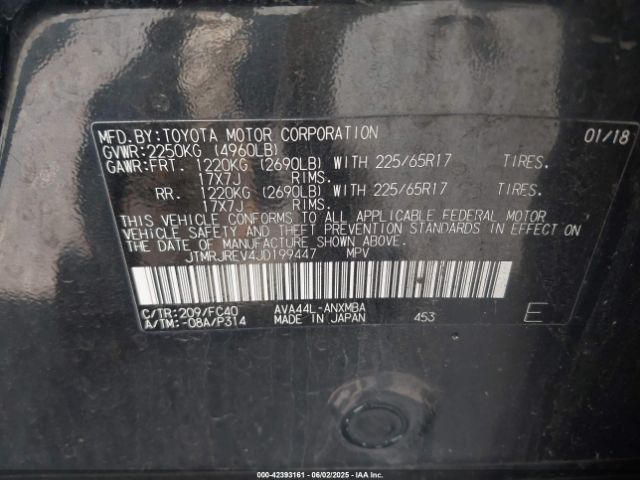 MFD.BY:TOYOTA MOTOR CORPORATION 01/18
GVWR:2250KG (4960LB)
GAWR:FRT. 1220KG (2690LB) WITH 225/65R17 TIRES.
17X7J RIMS.
RR. 1220KG (2690LB) WITH 225/65R17 TIRES.
17X7J RIMS.
THIS VEHICLE CONFORMS TO ALL APPLICABLE FEDERAL MOTOR
VEHICLE SAFETY AND THEFT PREVENTION STANDARDS IN EFFECT ON
THE DATE OF MANUFACTURE SHOWN ABOVE.
JTMRJREV4JD199447 MPV
C/TR:209/FC40 AVA44L-ANXMBA
A/TM:-08A/P314 MADE IN JAPAN 453 E
000-42393161 - 06/02/2025 - IAA Inc.